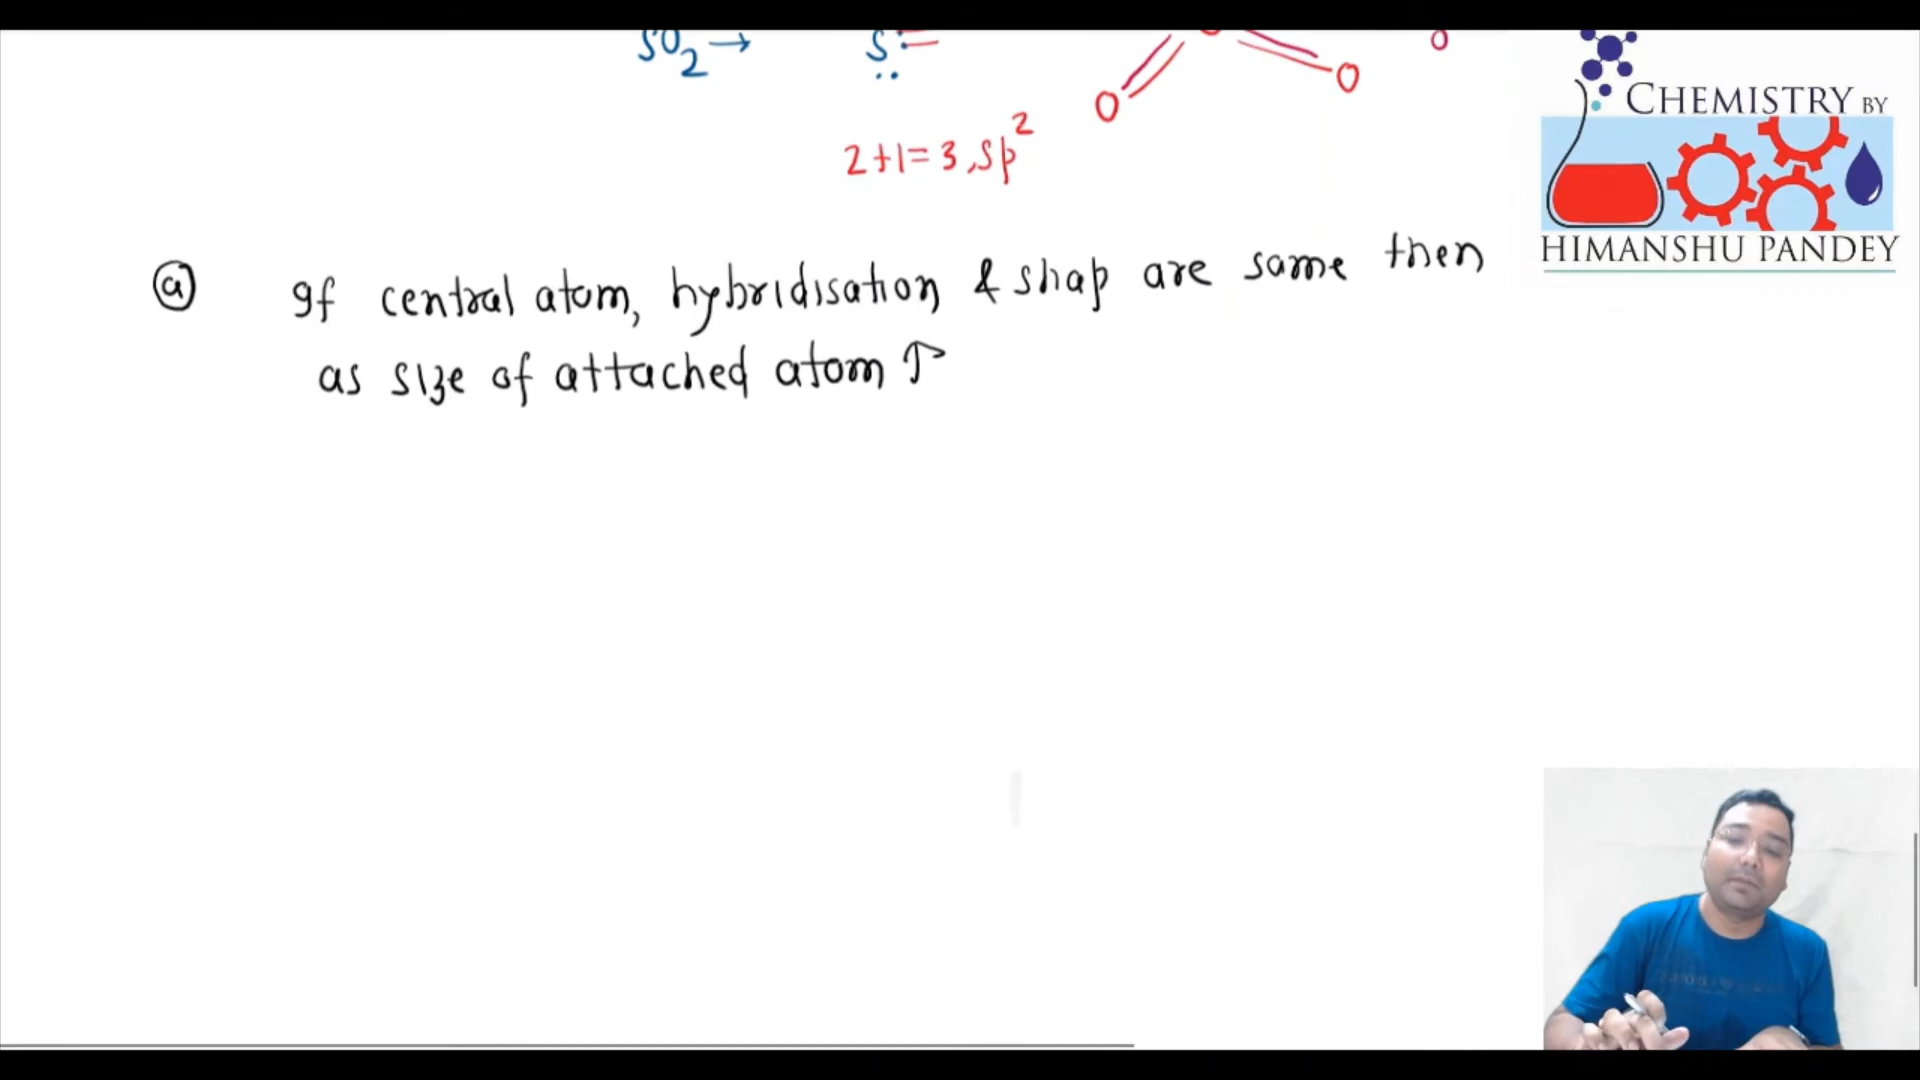 SO2 → S O O O
2+1=3, sp²
(a) If central atom, hybridisation & shap are same then
as size of attached atom ↑
CHEMISTRY BY
HIMANSHU PANDEY